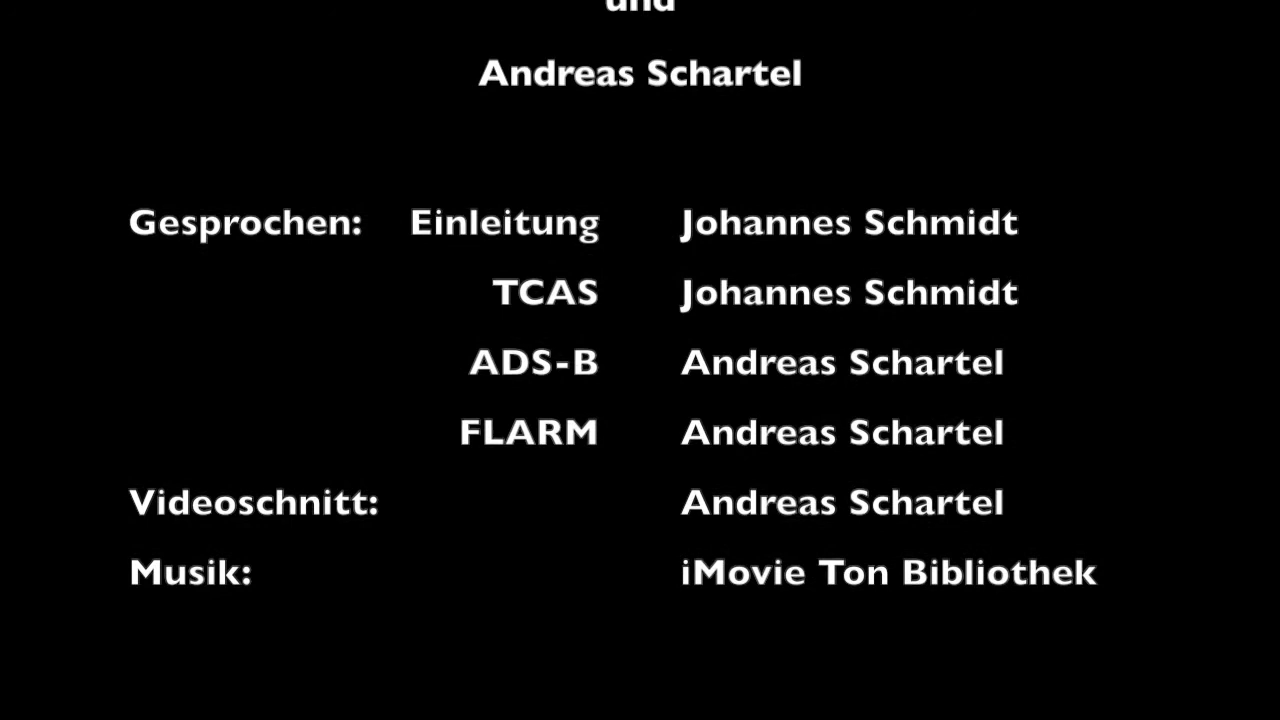 und
Andreas Schartel
Gesprochen: Einleitung Johannes Schmidt
TCAS Johannes Schmidt
ADS-B Andreas Schartel
FLARM Andreas Schartel
Videoschnitt: Andreas Schartel
Musik: iMovie Ton Bibliothek